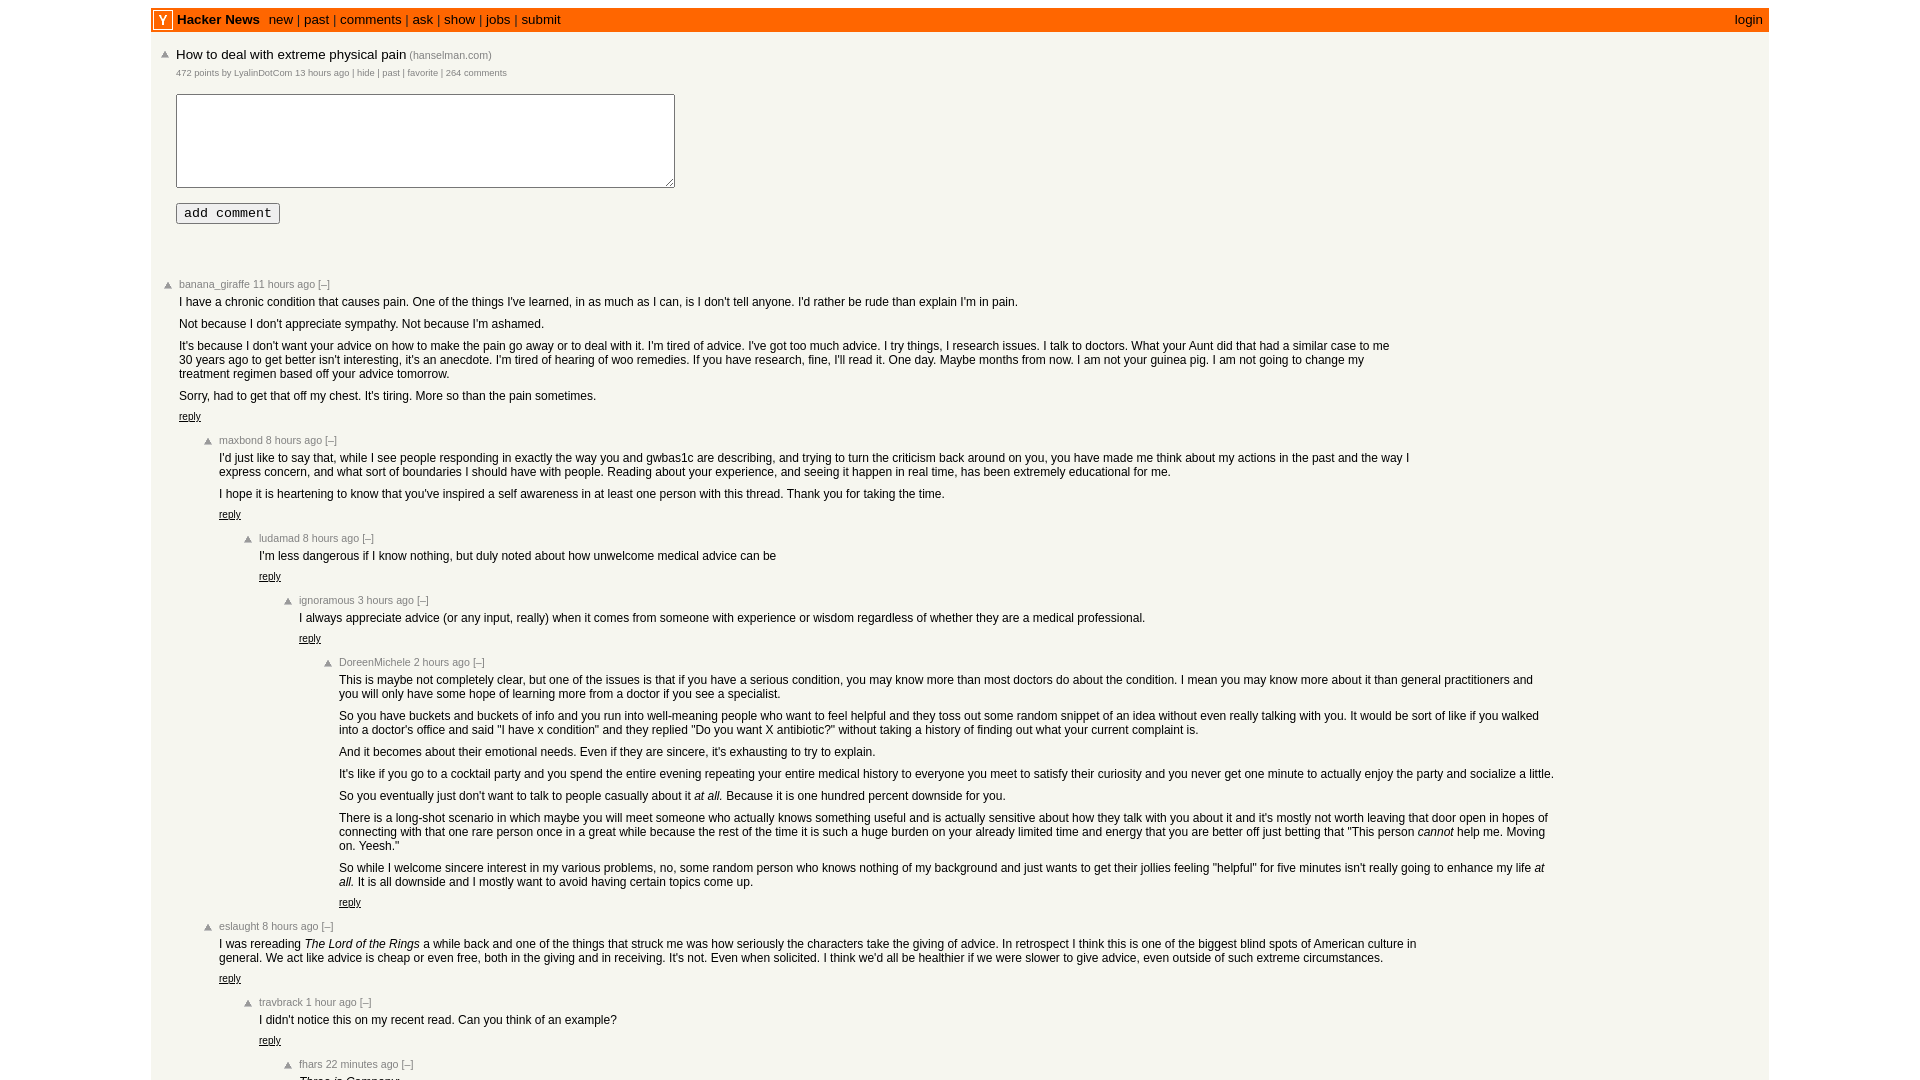 Y Hacker News new | past | comments | ask | show | jobs | submit login
How to deal with extreme physical pain (hanselman.com)
472 points by LyalinDotCom 13 hours ago | hide | past | favorite | 264 comments
add comment
banana_giraffe 11 hours ago [–]
I have a chronic condition that causes pain. One of the things I've learned, in as much as I can, is I don't tell anyone. I'd rather be rude than explain I'm in pain.
Not because I don't appreciate sympathy. Not because I'm ashamed.
It's because I don't want your advice on how to make the pain go away or to deal with it. I'm tired of advice. I've got too much advice. I try things, I research issues. I talk to doctors. What your Aunt did that had a similar case to me
30 years ago to get better isn't interesting, it's an anecdote. I'm tired of hearing of woo remedies. If you have research, fine, I'll read it. One day. Maybe months from now. I am not your guinea pig. I am not going to change my
treatment regimen based off your advice tomorrow.
Sorry, had to get that off my chest. It's tiring. More so than the pain sometimes.
reply
maxbond 8 hours ago [–]
I'd just like to say that, while I see people responding in exactly the way you and gwbas1c are describing, and trying to turn the criticism back around on you, you have made me think about my actions in the past and the way I
express concern, and what sort of boundaries I should have with people. Reading about your experience, and seeing it happen in real time, has been extremely educational for me.
I hope it is heartening to know that you've inspired a self awareness in at least one person with this thread. Thank you for taking the time.
reply
ludamad 8 hours ago [–]
I'm less dangerous if I know nothing, but duly noted about how unwelcome medical advice can be
reply
ignoramous 3 hours ago [–]
I always appreciate advice (or any input, really) when it comes from someone with experience or wisdom regardless of whether they are a medical professional.
reply
DoreenMichele 2 hours ago [–]
This is maybe not completely clear, but one of the issues is that if you have a serious condition, you may know more than most doctors do about the condition. I mean you may know more about it than general practitioners and
you will only have some hope of learning more from a doctor if you see a specialist.
So you have buckets and buckets of info and you run into well-meaning people who want to feel helpful and they toss out some random snippet of an idea without even really talking with you. It would be sort of like if you walked
into a doctor's office and said "I have x condition" and they replied "Do you want X antibiotic?" without taking a history of finding out what your current complaint is.
And it becomes about their emotional needs. Even if they are sincere, it's exhausting to try to explain.
It's like if you go to a cocktail party and you spend the entire evening repeating your entire medical history to everyone you meet to satisfy their curiosity and you never get one minute to actually enjoy the party and socialize a little.
So you eventually just don't want to talk to people casually about it at all. Because it is one hundred percent downside for you.
There is a long-shot scenario in which maybe you will meet someone who actually knows something useful and is actually sensitive about how they talk with you about it and it's mostly not worth leaving that door open in hopes of
connecting with that one rare person once in a great while because the rest of the time it is such a huge burden on your already limited time and energy that you are better off just betting that "This person cannot help me. Moving
on. Yeesh."
So while I welcome sincere interest in my various problems, no, some random person who knows nothing of my background and just wants to get their jollies feeling "helpful" for five minutes isn't really going to enhance my life at
all. It is all downside and I mostly want to avoid having certain topics come up.
reply
eslaught 8 hours ago [–]
I was rereading The Lord of the Rings a while back and one of the things that struck me was how seriously the characters take the giving of advice. In retrospect I think this is one of the biggest blind spots of American culture in
general. We act like advice is cheap or even free, both in the giving and in receiving. It's not. Even when solicited. I think we'd all be healthier if we were slower to give advice, even outside of such extreme circumstances.
reply
travbrack 1 hour ago [–]
I didn't notice this on my recent read. Can you think of an example?
reply
fhars 22 minutes ago [–]
Three is Company: